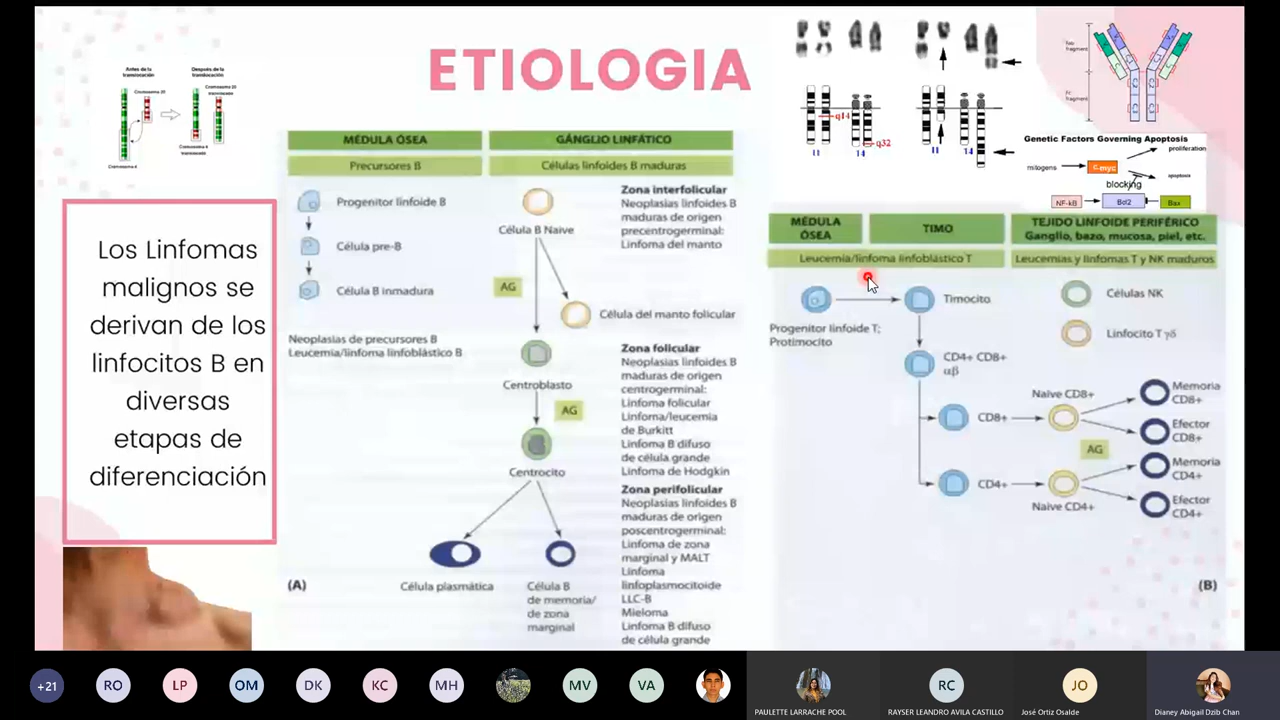 ETIOLOGIA
Antes de la
translocación
Después de la
translocación
Cromosoma 20
Cromosoma 4
Los Linfomas
malignos se
derivan de los
linfocitos B en
diversas
etapas de
diferenciación
MÉDULA ÓSEA
GÁNGLIO LINFÁTICO
Precursores B
Células linfoides B maduras
Progenitor linfoide B
Célula pre-B
Célula B inmadura
Neoplasias de precursores B
Leucemia/linfoma linfoblástico B
Célula B Naive
AG
Célula del manto folicular
Centroblasto
AG
Centrocito
Célula plasmática
Célula B
de memoria/
de zona
marginal
Zona interfolicular
Neoplasias linfoides B
maduras de origen
precentrogerminal:
Linfoma del manto
Zona folicular
Neoplasias linfoides B
maduras de origen
centrogerminal:
Linfoma folicular
Linfoma/leucemia
de Burkitt
Linfoma B difuso
de célula grande
Linfoma de Hodgkin
Zona perifolicular
Neoplasias linfoides B
maduras de origen
poscentrogerminal:
Linfoma de zona
marginal y MALT
Linfoma
linfoplasmocitoide
LLC-B
Mieloma
Linfoma B difuso
de célula grande
(A)
q14
q32
11
14
11
14
Fab
fragment
Fc
fragment
Genetic Factors Governing Apoptosis
mitogens
C-myc
proliferation
apoptosis
blocking
NF-kB
Bcl2
Bax
MÉDULA
ÓSEA
TIMO
TEJIDO LINFOIDE PERIFÉRICO
Ganglio, bazo, mucosa, piel, etc.
Leucemia/linfoma linfoblástico T
Leucemias y linfomas T y NK maduros
Progenitor linfoide T;
Protimocito
Timocito
CD4+ CD8+
αβ
CD8+
CD4+
Células NK
Linfocito T γδ
Naive CD8+
Naive CD4+
AG
Memoria
CD8+
Efector
CD8+
Memoria
CD4+
Efector
CD4+
(B)
+21
RO
LP
OM
DK
KC
MH
MV
VA
RC
JO
PAULETTE LARRACHE POOL
RAYSER LEANDRO AVILA CASTILLO
José Ortiz Osalde
Dianey Abigail Dzib Chan